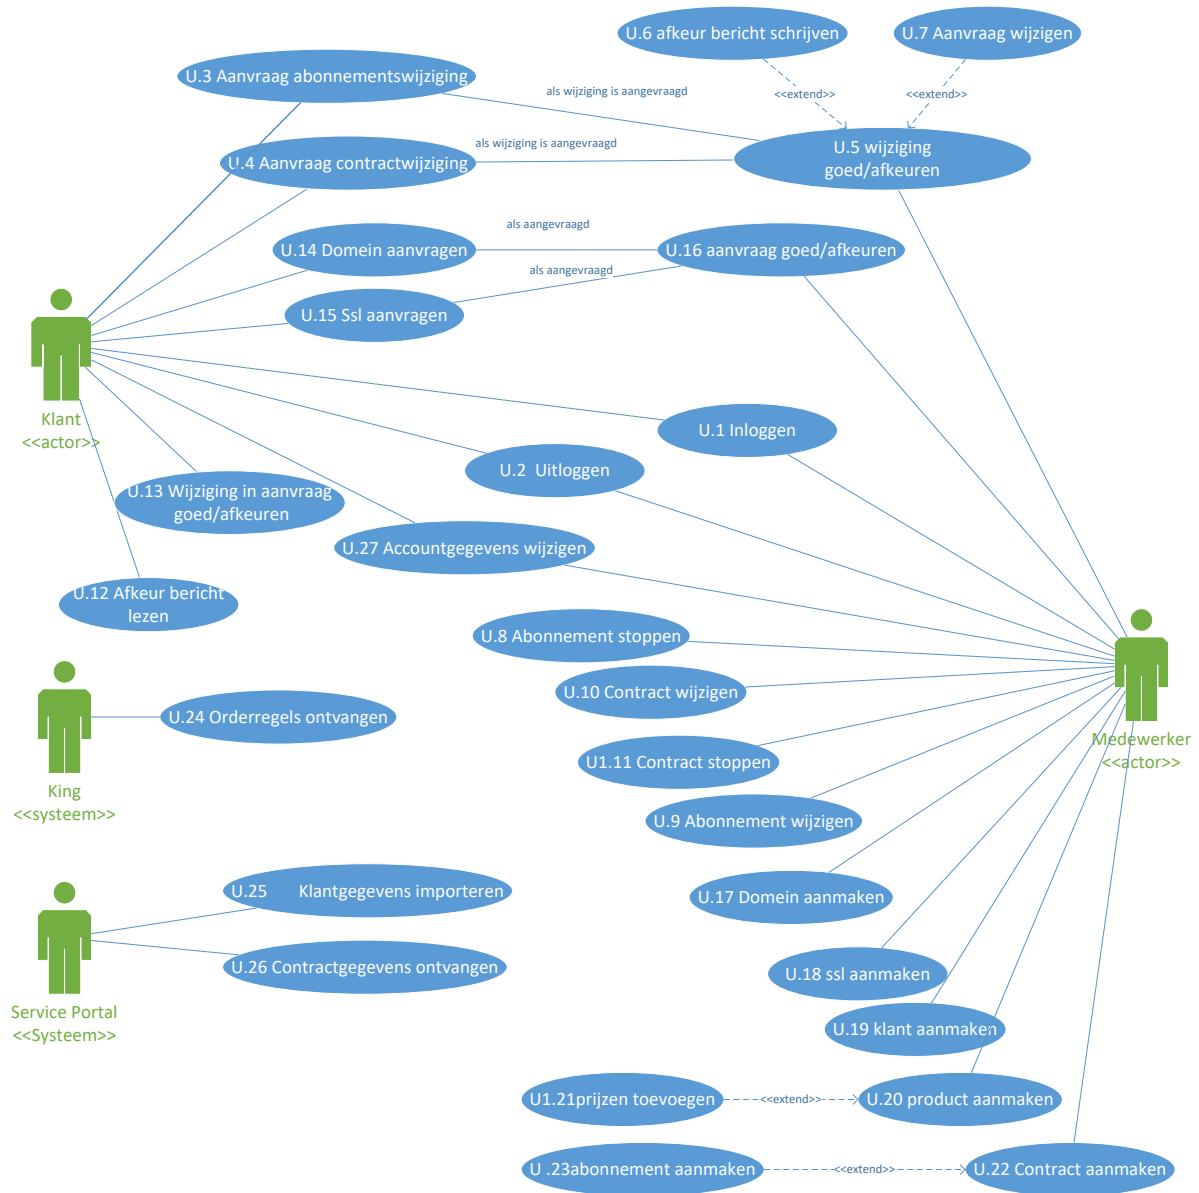 U.6 afkeur bericht schrijven
U.7 Aanvraag wijzigen
U.3 Aanvraag abonnementswijziging
als wijziging is aangevraagd
<<extend>>
<<extend>>
U.4 Aanvraag contractwijziging
als wijziging is aangevraagd
U.5 wijziging
goed/afkeuren
U.14 Domein aanvragen
als aangevraagd
U.16 aanvraag goed/afkeuren
als aangevraagd
U.15 Ssl aanvragen
Klant
<<actor>>
U.1 Inloggen
U.2 Uitloggen
U.13 Wijziging in aanvraag
goed/afkeuren
U.27 Accountgegevens wijzigen
U.12 Afkeur bericht
lezen
U.8 Abonnement stoppen
U.10 Contract wijzigen
U.24 Orderregels ontvangen
Medewerker
<<actor>>
U1.11 Contract stoppen
King
<<systeem>>
U.9 Abonnement wijzigen
U.25 Klantgegevens importeren
U.17 Domein aanmaken
U.26 Contractgegevens ontvangen
U.18 ssl aanmaken
Service Portal
<<Systeem>>
U.19 klant aanmaken
U1.21prijzen toevoegen
<<extend>>
U.20 product aanmaken
U .23abonnement aanmaken
<<extend>>
U.22 Contract aanmaken